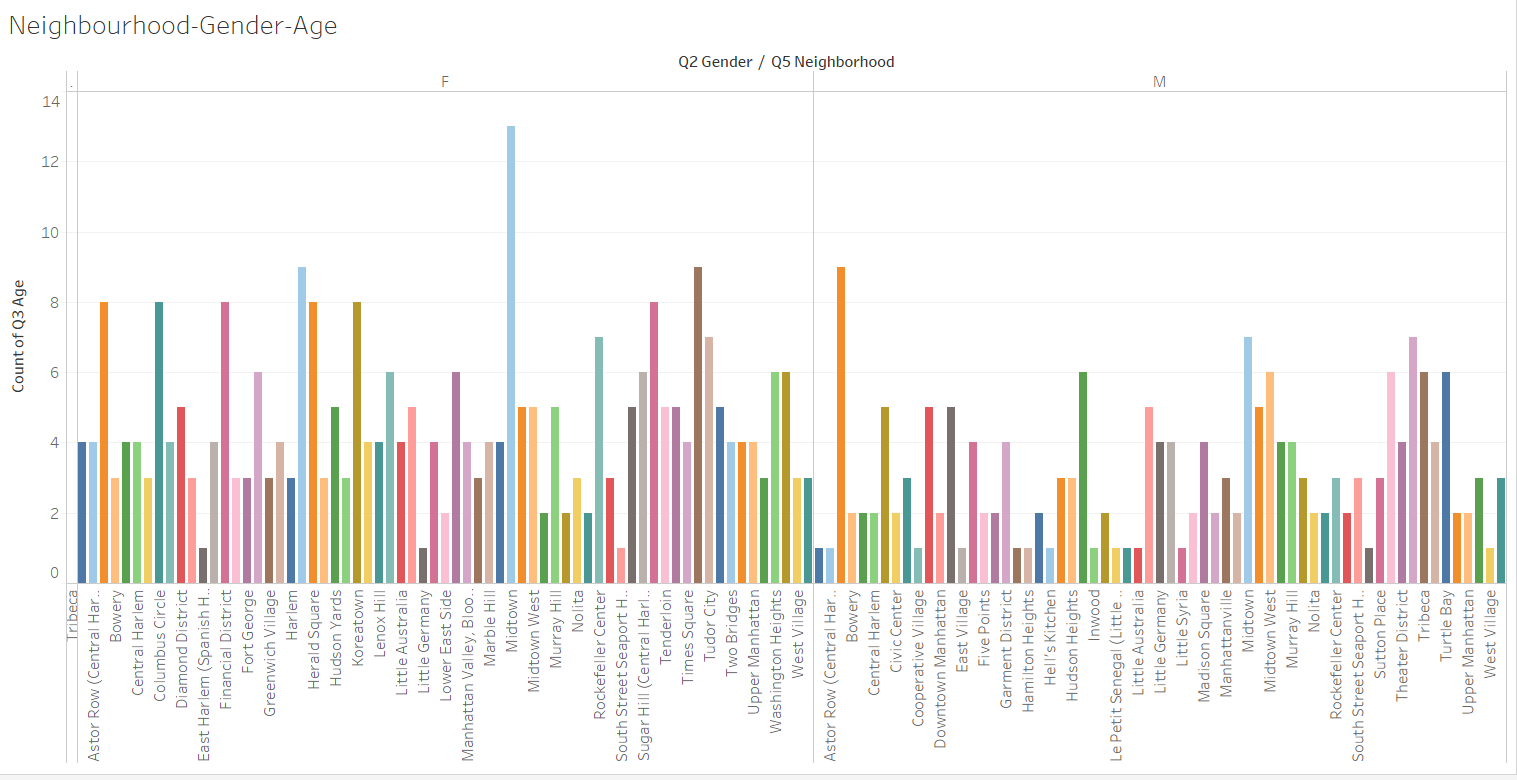 Neighbourhood-Gender-Age
Q2 Gender / Q5 Neighborhood
.
F
M
Count of Q3 Age
14
12
10
8
6
4
2
0
Tribeca
Astor Row (Central Har..
Bowery
Central Harlem
Columbus Circle
Diamond District
East Harlem (Spanish H..
Financial District
Fort George
Greenwich Village
Harlem
Herald Square
Hudson Yards
Koreatown
Lenox Hill
Little Australia
Little Germany
Lower East Side
Manhattan Valley, Bloo..
Marble Hill
Midtown
Midtown West
Murray Hill
Nolita
Rockefeller Center
South Street Seaport H..
Sugar Hill (Central Harl..
Tenderloin
Times Square
Tudor City
Two Bridges
Upper Manhattan
Washington Heights
West Village
Astor Row (Central Har..
Bowery
Central Harlem
Civic Center
Cooperative Village
Downtown Manhattan
East Village
Five Points
Garment District
Hamilton Heights
Hell's Kitchen
Hudson Heights
Inwood
Le Petit Senegal (Little ..
Little Australia
Little Germany
Little Syria
Madison Square
Manhattanville
Midtown
Midtown West
Murray Hill
Nolita
Rockefeller Center
South Street Seaport H..
Sutton Place
Theater District
Tribeca
Turtle Bay
Upper Manhattan
West Village